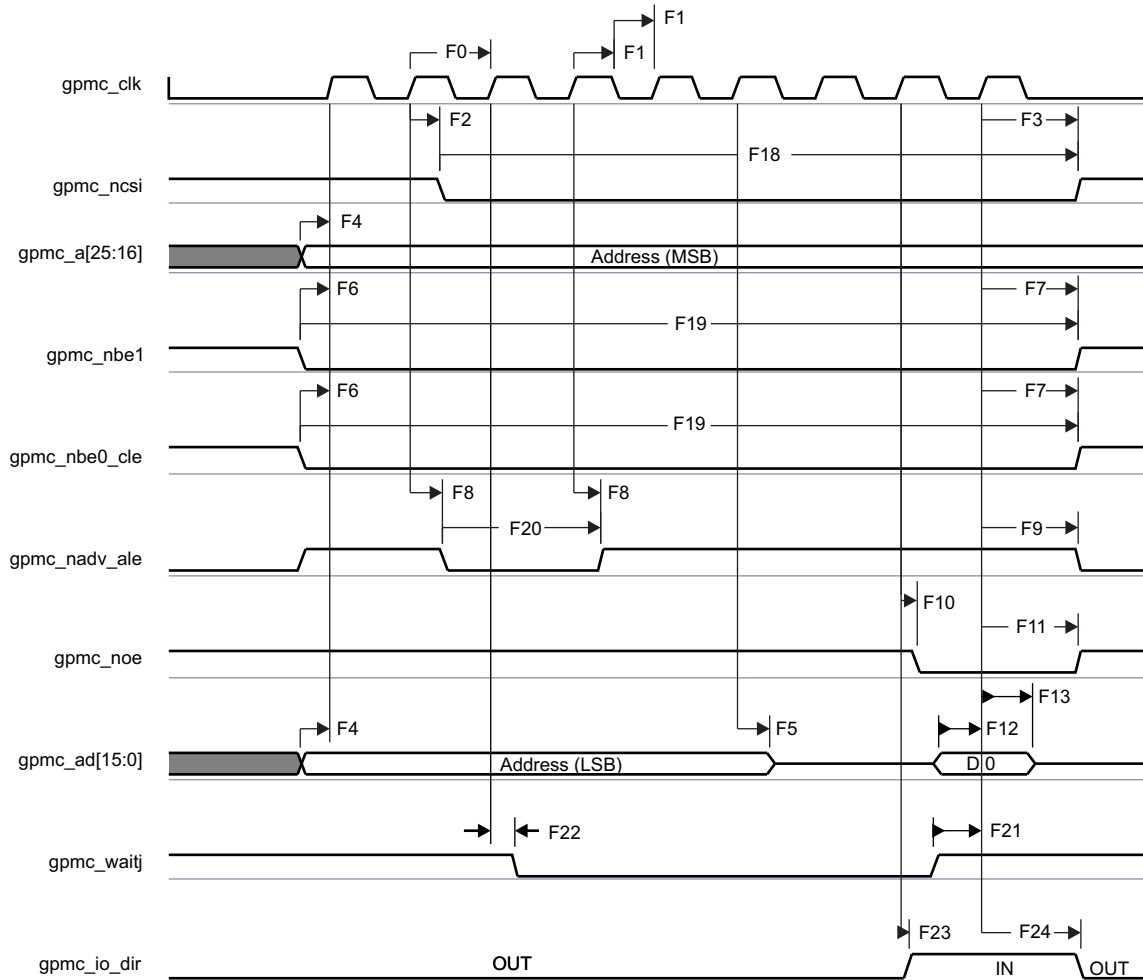 F1
F0
F1
gpmc_clk
F2
F3
F18
gpmc_ncsi
F4
gpmc_a[25:16]
Address (MSB)
F6
F7
F19
gpmc_nbe1
F6
F7
F19
gpmc_nbe0_cle
F8
F8
F20
F9
gpmc_nadv_ale
F10
F11
gpmc_noe
F13
F4
F5
F12
gpmc_ad[15:0]
Address (LSB)
D 0
F22
F21
gpmc_waitj
F23
F24
gpmc_io_dir
OUT
IN
OUT